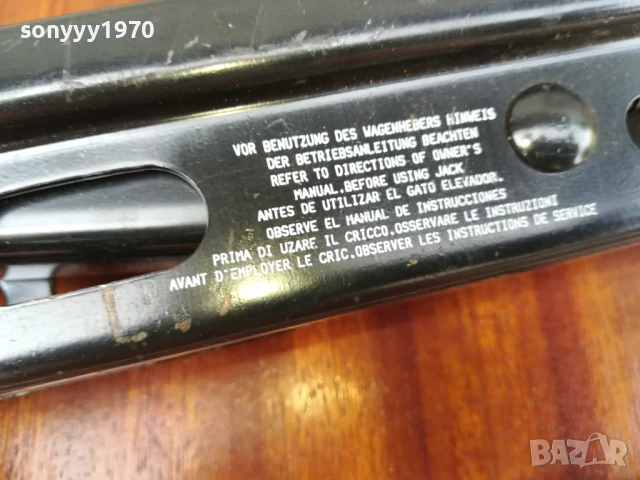 sonyyy1970
VOR BENUTZUNG DES WAGENHEBERS HINWEIS
DER BETRIEBSANLEITUNG BEACHTEN
REFER TO DIRECTIONS OF OWNER'S
MANUAL.BEFORE USING JACK
ANTES DE UTILIZAR EL GATO ELEVADOR.
OBSERVE EL MANUAL DE INSTRUCCIONES
PRIMA DI UZARE IL CRICCO.OSSERVARE LE INSTRUZIONI
AVANT D'EMPLOYER LE CRIC.OBSERVER LES INSTRUCTIONS DE SERVICE
BAZAR